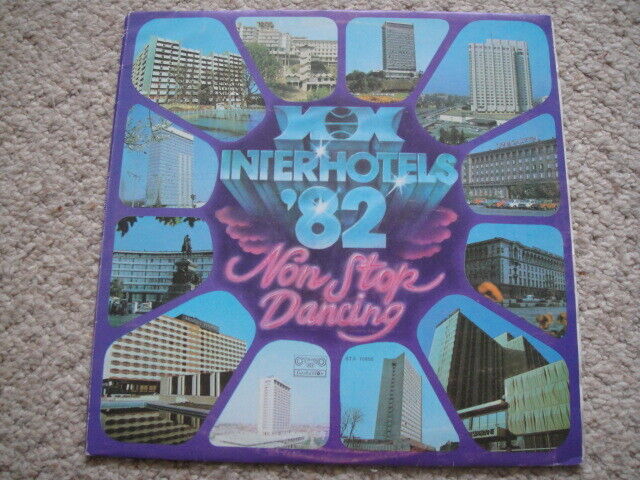 INTERHOTELS
'82
Non Stop
Dancing